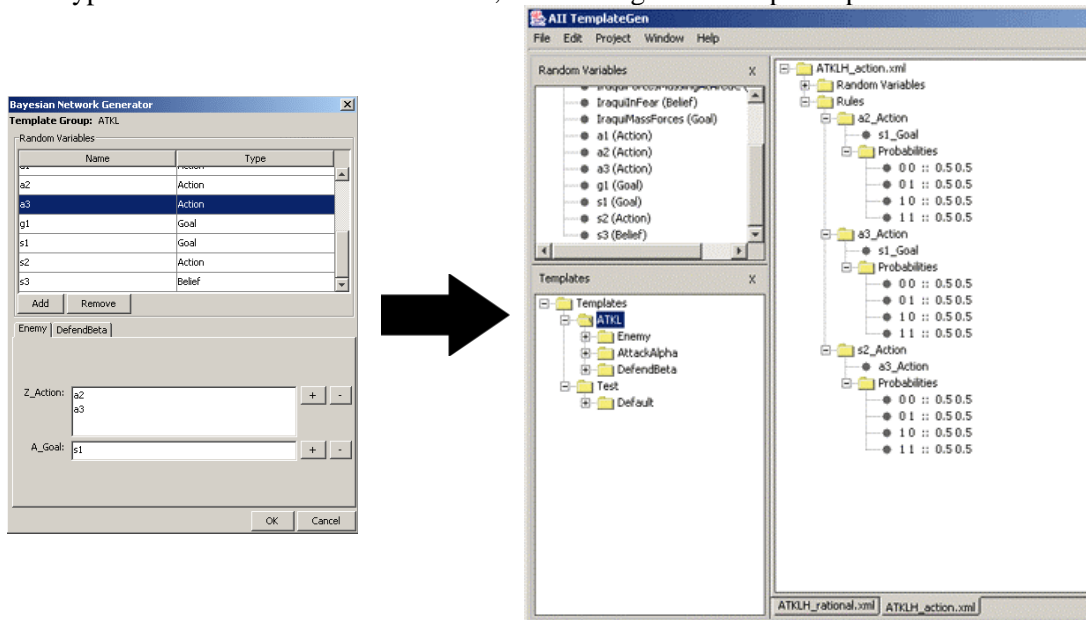 Bayesian Network Generator
Template Group: ATKL
Random Variables
Name Type
a2 Action
a3 Action
g1 Goal
s1 Goal
s2 Action
s3 Belief
Add Remove
Enemy DefendBeta
Z_Action: a2
a3
+ -
A_Goal: s1 + -
OK Cancel
AII TemplateGen
File Edit Project Window Help
Random Variables X
IraquiInFear (Belief)
IraquiMassForces (Goal)
a1 (Action)
a2 (Action)
a3 (Action)
g1 (Goal)
s1 (Goal)
s2 (Action)
s3 (Belief)
Templates X
Templates
ATKL
Enemy
AttackAlpha
DefendBeta
Test
Default
ATKLH_action.xml
Random Variables
Rules
a2_Action
s1_Goal
Probabilities
0 0 :: 0.5 0.5
0 1 :: 0.5 0.5
1 0 :: 0.5 0.5
1 1 :: 0.5 0.5
a3_Action
s1_Goal
Probabilities
0 0 :: 0.5 0.5
0 1 :: 0.5 0.5
1 0 :: 0.5 0.5
1 1 :: 0.5 0.5
s2_Action
a3_Action
Probabilities
0 0 :: 0.5 0.5
0 1 :: 0.5 0.5
1 0 :: 0.5 0.5
1 1 :: 0.5 0.5
ATKLH_rational.xml ATKLH_action.xml